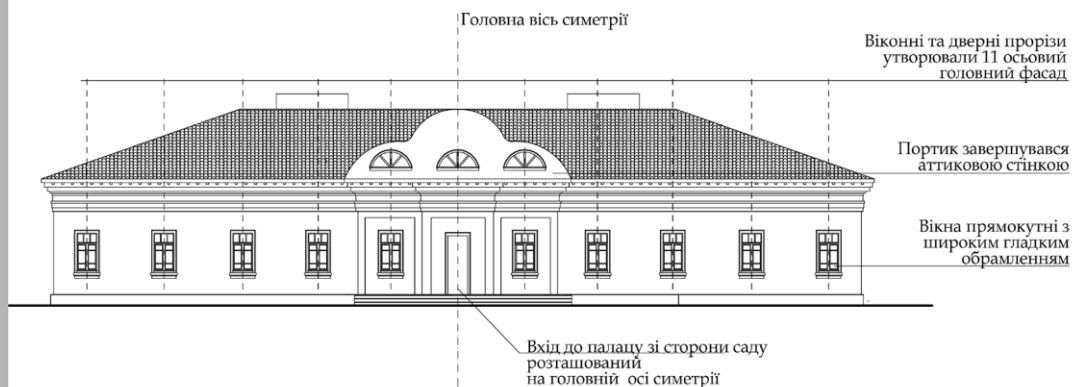 Головна вісь симетрії
Віконні та дверні прорізи
утворювали 11 осьовий
головний фасад
Портик завершувався
аттиковою стінкою
Вікна прямокутні з
широким гладким
обрамленням
Вхід до палацу зі сторони саду
розташований
на головній осі симетрії